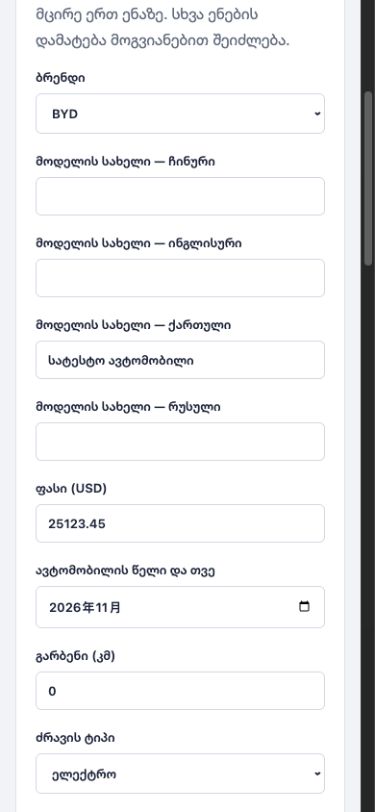 მცირე ერთ ენაზე. სხვა ენების
დამატება მოგვიანებით შეიძლება.
ბრენდი
BYD
მოდელის სახელი — ჩინური
მოდელის სახელი — ინგლისური
მოდელის სახელი — ქართული
სატესტო ავტომობილი
მოდელის სახელი — რუსული
ფასი (USD)
25123.45
ავტომობილის წელი და თვე
2026年11月
გარბენი (კმ)
0
ძრავის ტიპი
ელექტრო